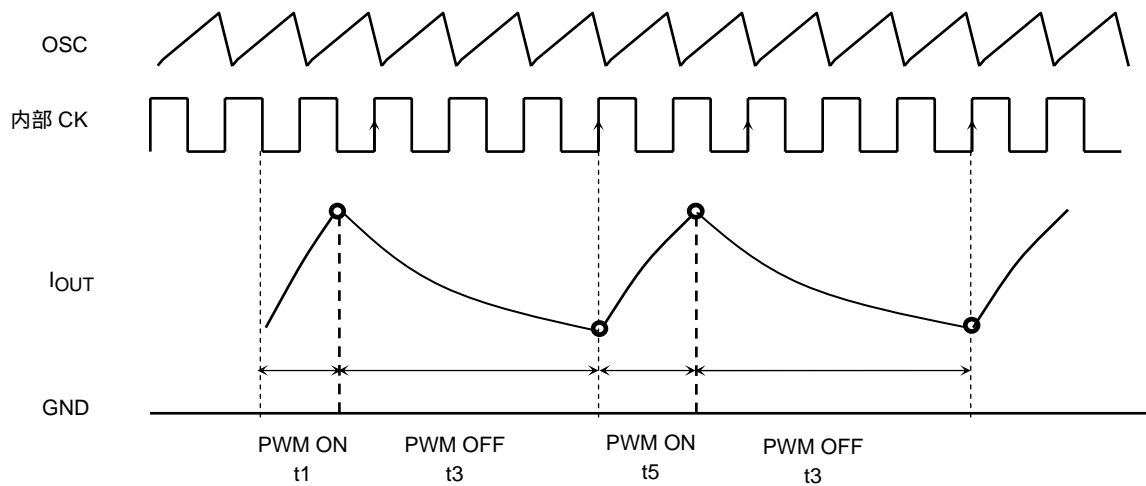 OSC
内部 CK
IOUT
GND
PWM ON
t1
PWM OFF
t3
PWM ON
t5
PWM OFF
t3